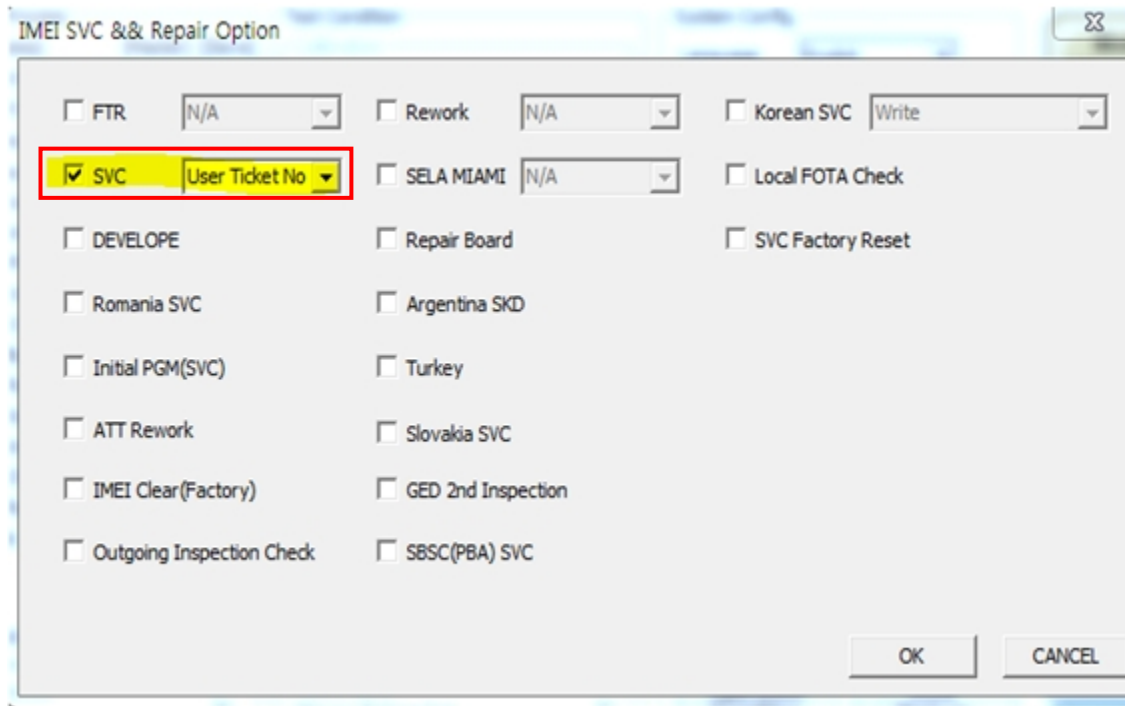 IMEI SVC && Repair Option
FTR N/A Rework N/A Korean SVC Write
SVC User Ticket No SELA MIAMI N/A Local FOTA Check
DEVELOPE Repair Board SVC Factory Reset
Romania SVC Argentina SKD
Initial PGM(SVC) Turkey
ATT Rework Slovakia SVC
IMEI Clear(Factory) GED 2nd Inspection
Outgoing Inspection Check SBSC(PBA) SVC
OK CANCEL